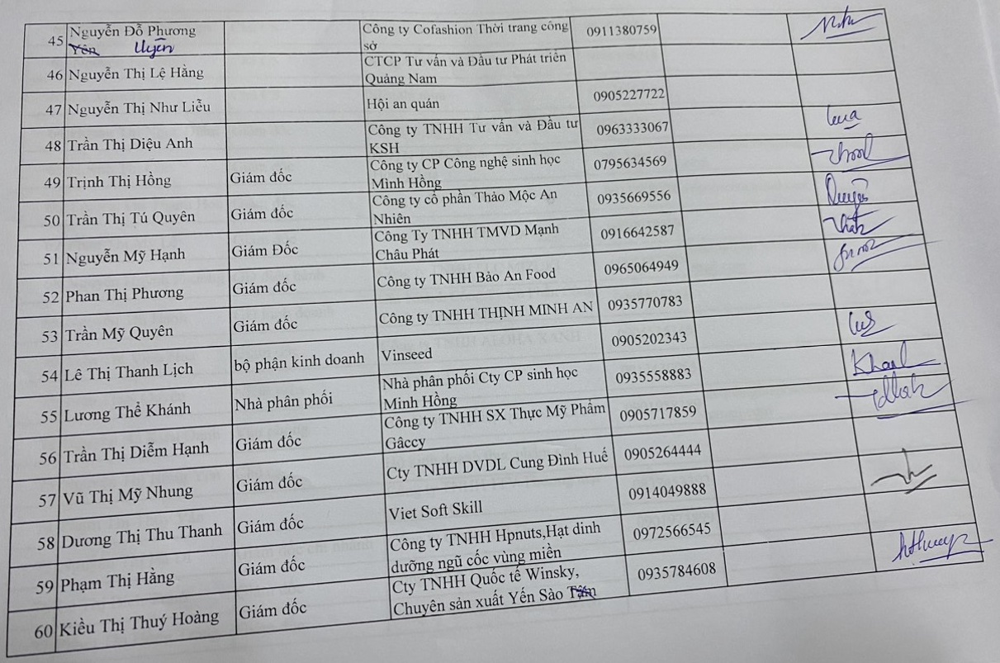 45 Nguyễn Đỗ Phương Công ty Cofashion Thời trang công 0911380759
Yên Uyên sở
46 Nguyễn Thị Lệ Hằng CTCP Tư vấn và Đầu tư Phát triển
Quảng Nam
47 Nguyễn Thị Như Liễu Hội an quán 0905227722
48 Trần Thị Diệu Anh Công ty TNHH Tư vấn và Đầu tư 0963333067
KSH
49 Trịnh Thị Hồng Giám đốc Công ty CP Công nghệ sinh học 0795634569
Minh Hồng
50 Trần Thị Tú Quyên Giám đốc Công ty cổ phần Thảo Mộc An 0935669556
Nhiên
51 Nguyễn Mỹ Hạnh Giám Đốc Công Ty TNHH TMVD Mạnh 0916642587
Châu Phát
52 Phan Thị Phương Giám đốc Công ty TNHH Bảo An Food 0965064949
53 Trần Mỹ Quyên Giám đốc Công ty TNHH THỊNH MINH AN 0935770783
54 Lê Thị Thanh Lịch bộ phận kinh doanh Vinseed 0905202343
55 Lương Thể Khánh Nhà phân phối Nhà phân phối Cty CP sinh học 0935558883
Minh Hồng
56 Trần Thị Diễm Hạnh Giám đốc Công ty TNHH SX Thực Mỹ Phẩm 0905717859
Gâccy
57 Vũ Thị Mỹ Nhung Giám đốc Cty TNHH DVDL Cung Đình Huế 0905264444
58 Dương Thị Thu Thanh Giám đốc Viet Soft Skill 0914049888
59 Phạm Thị Hằng Giám đốc Công ty TNHH Hpnuts,Hạt dinh 0972566545
dưỡng ngũ cốc vùng miền
60 Kiều Thị Thuý Hoàng Giám đốc Cty TNHH Quốc tế Winsky, 0935784608
Chuyên sản xuất Yến Sào